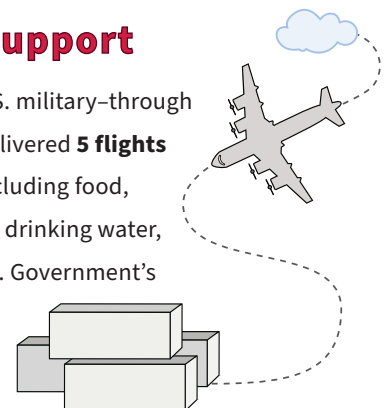 upport
S. military–through
livered 5 flights
cluding food,
drinking water,
. Government’s